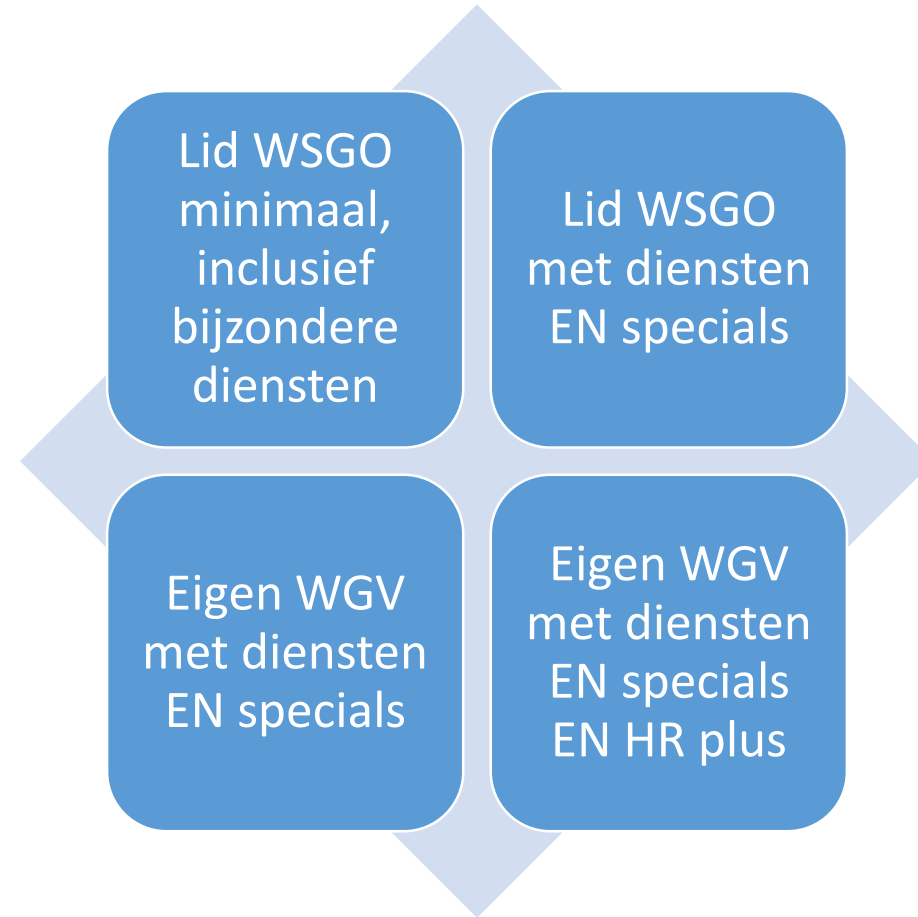 Lid WSGO
minimaal,
inclusief
bijzondere
diensten
Lid WSGO
met diensten
EN specials
Eigen WGV
met diensten
EN specials
Eigen WGV
met diensten
EN specials
EN HR plus